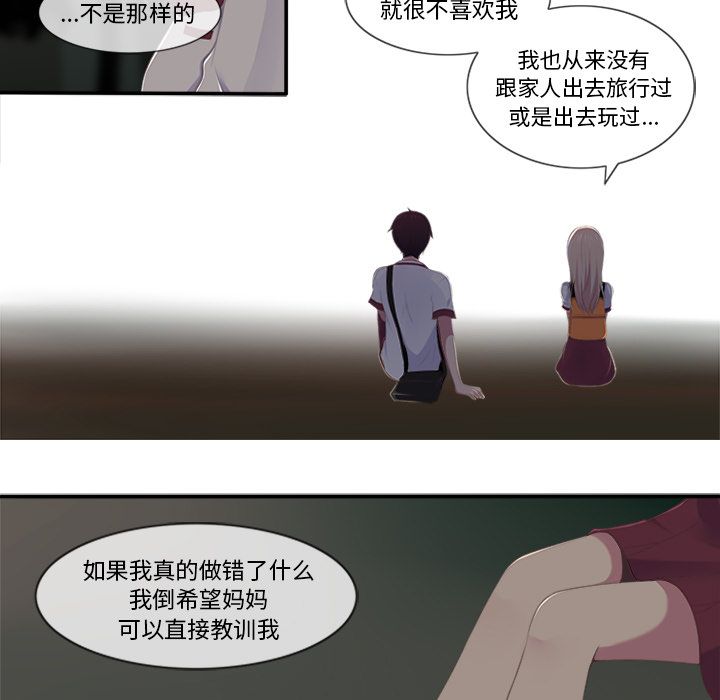 ...不是那样的
就很不喜欢我
我也从来没有
跟家人出去旅行过
或是出去玩过...
如果我真的做错了什么
我倒希望妈妈
可以直接教训我